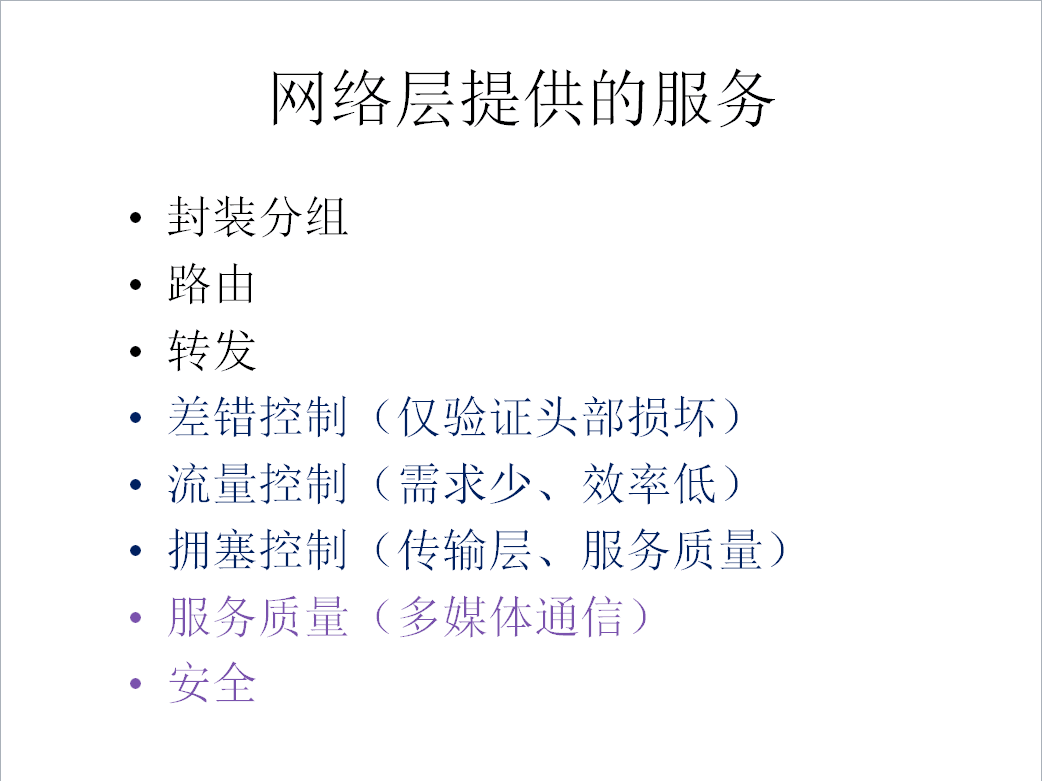 网络层提供的服务
• 封装分组
• 路由
• 转发
• 差错控制（仅验证头部损坏）
• 流量控制（需求少、效率低）
• 拥塞控制（传输层、服务质量）
• 服务质量（多媒体通信）
• 安全